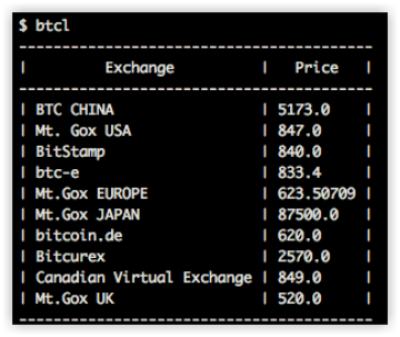 $ btcl
-----------------------------------------
|         Exchange          |   Price   |
-----------------------------------------
| BTC CHINA                 | 5173.0    |
| Mt. Gox USA               | 847.0     |
| BitStamp                  | 840.0     |
| btc-e                     | 833.4     |
| Mt.Gox EUROPE             | 623.50709 |
| Mt.Gox JAPAN              | 87500.0   |
| bitcoin.de                | 620.0     |
| Bitcurex                  | 2570.0    |
| Canadian Virtual Exchange | 849.0     |
| Mt.Gox UK                 | 520.0     |
-----------------------------------------